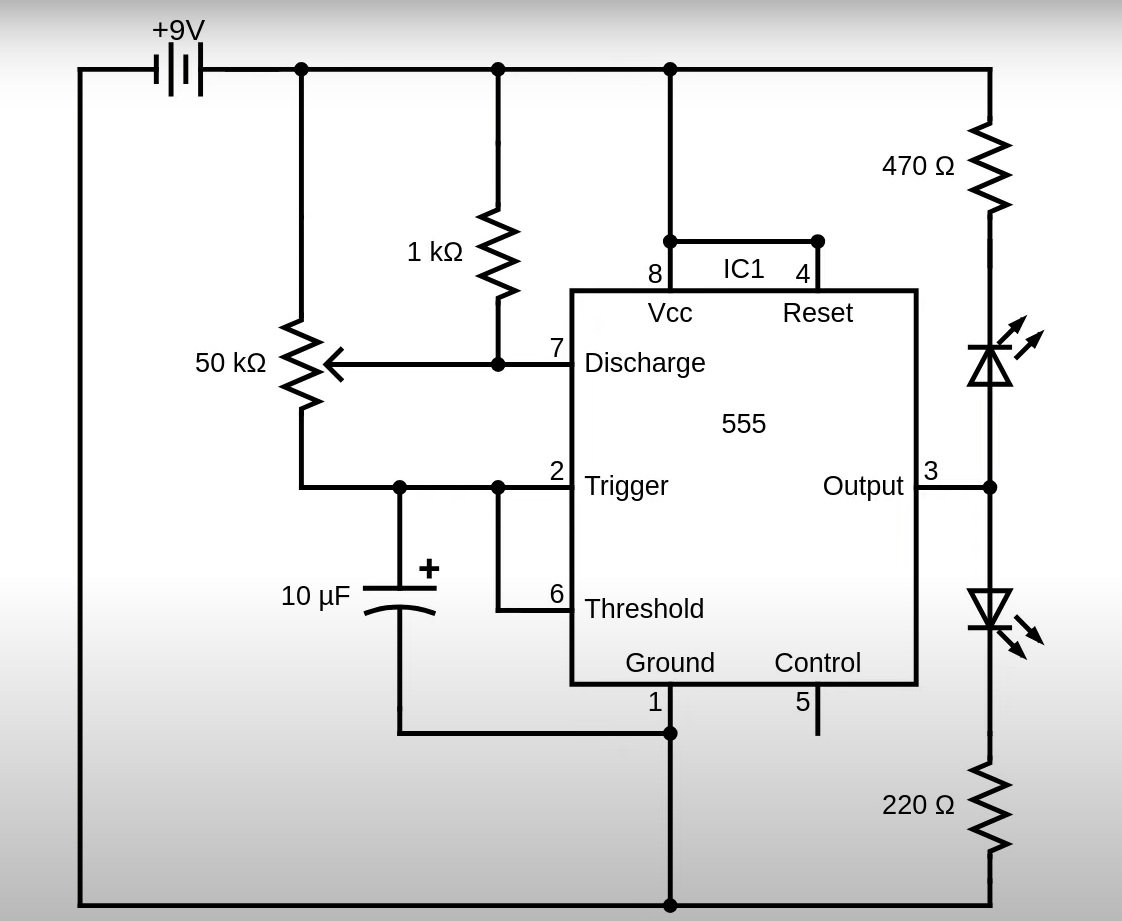 +9V
470 Ω
1 kΩ
8
IC1
4
Vcc
Reset
50 kΩ
7
Discharge
555
2
Trigger
Output
3
+
10 µF
6
Threshold
Ground
Control
1
5
220 Ω